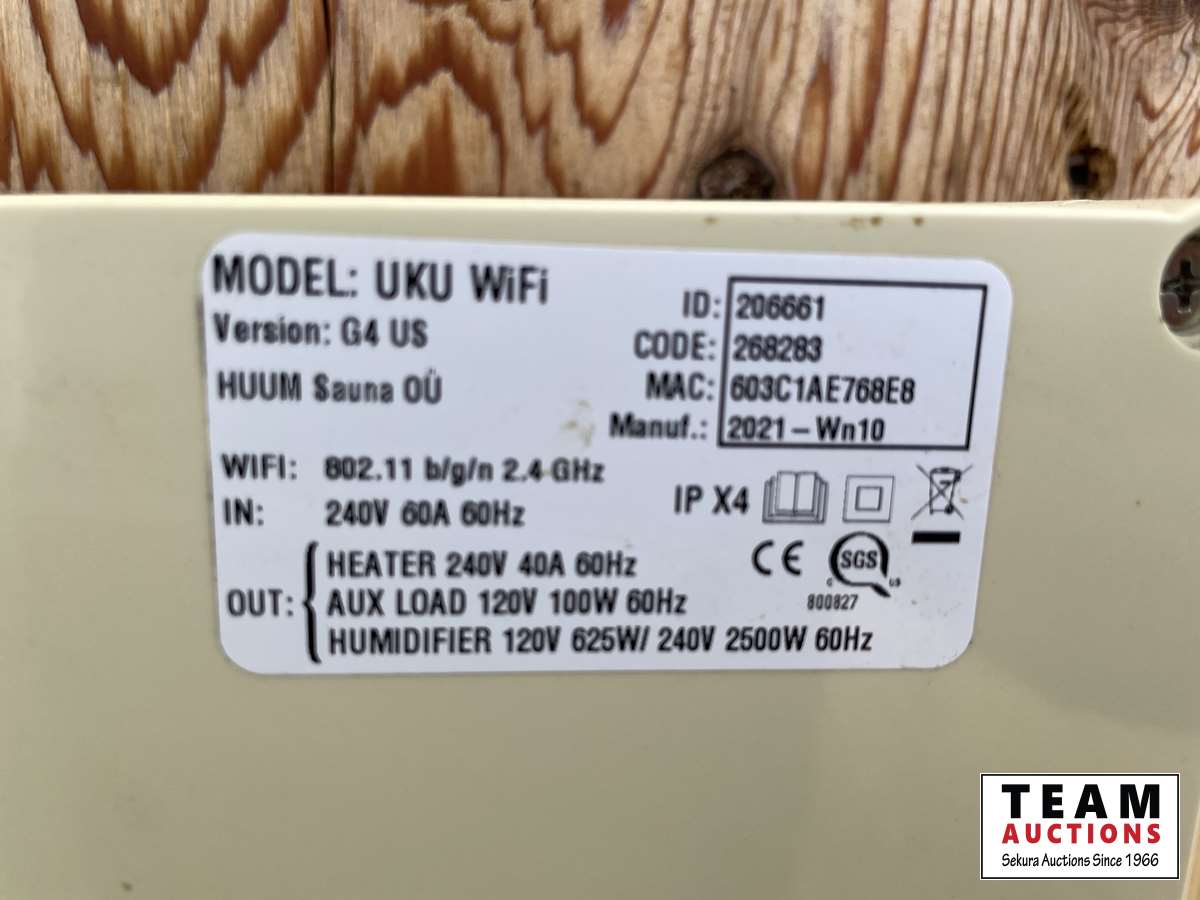 MODEL: UKU WiFi
Version: G4 US
HUUM Sauna OÜ
ID: 206661
CODE: 268283
MAC: 603C1AE768E8
Manuf.: 2021 – Wn10
WIFI: 802.11 b/g/n 2.4 GHz
IN: 240V 60A 60Hz
IP X4
OUT: HEATER 240V 40A 60Hz
AUX LOAD 120V 100W 60Hz
HUMIDIFIER 120V 625W/ 240V 2500W 60Hz
CE
SGS
C US
800827
TEAM
AUCTIONS
Sekura Auctions Since 1966